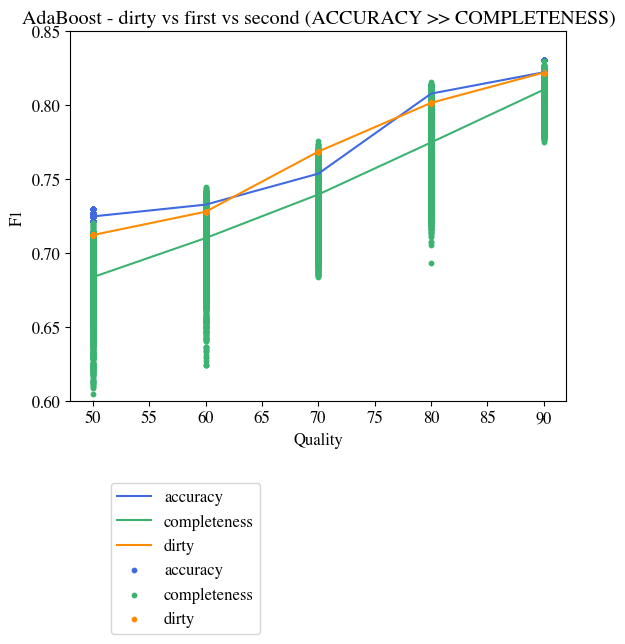 AdaBoost - dirty vs first vs second (ACCURACY >> COMPLETENESS)
0.85
0.80
0.75
0.70
0.65
0.60
F1
50 55 60 65 70 75 80 85 90
Quality
accuracy
completeness
dirty
accuracy
completeness
dirty